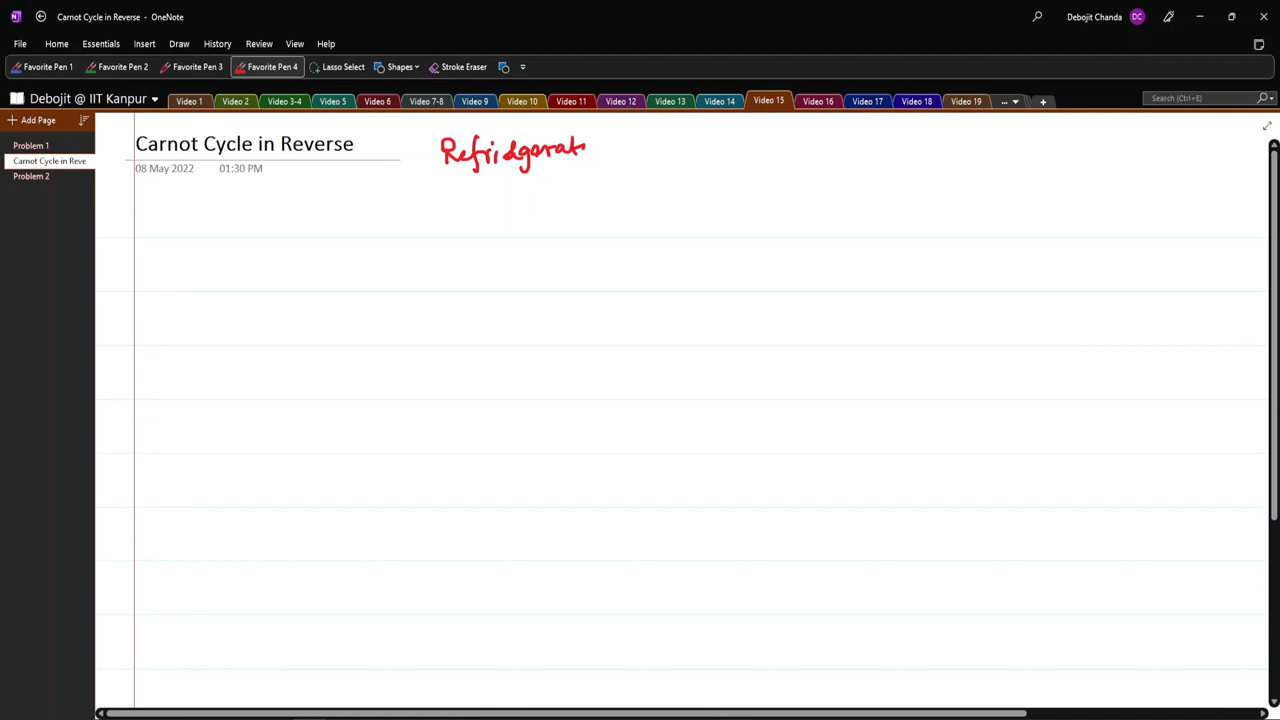 Carnot Cycle in Reverse - OneNote
Debojit Chanda DC
File Home Essentials Insert Draw History Review View Help
Favorite Pen 1 Favorite Pen 2 Favorite Pen 3 Favorite Pen 4 Lasso Select Shapes Stroke Eraser
Debojit @ IIT Kanpur Video 1 Video 2 Video 3-4 Video 5 Video 6 Video 7-8 Video 9 Video 10 Video 11 Video 12 Video 13 Video 14 Video 15 Video 16 Video 17 Video 18 Video 19 ... Search (Ctrl+E)
Add Page
Problem 1
Carnot Cycle in Reve
Problem 2
Carnot Cycle in Reverse Refridgerat
08 May 2022 01:30 PM